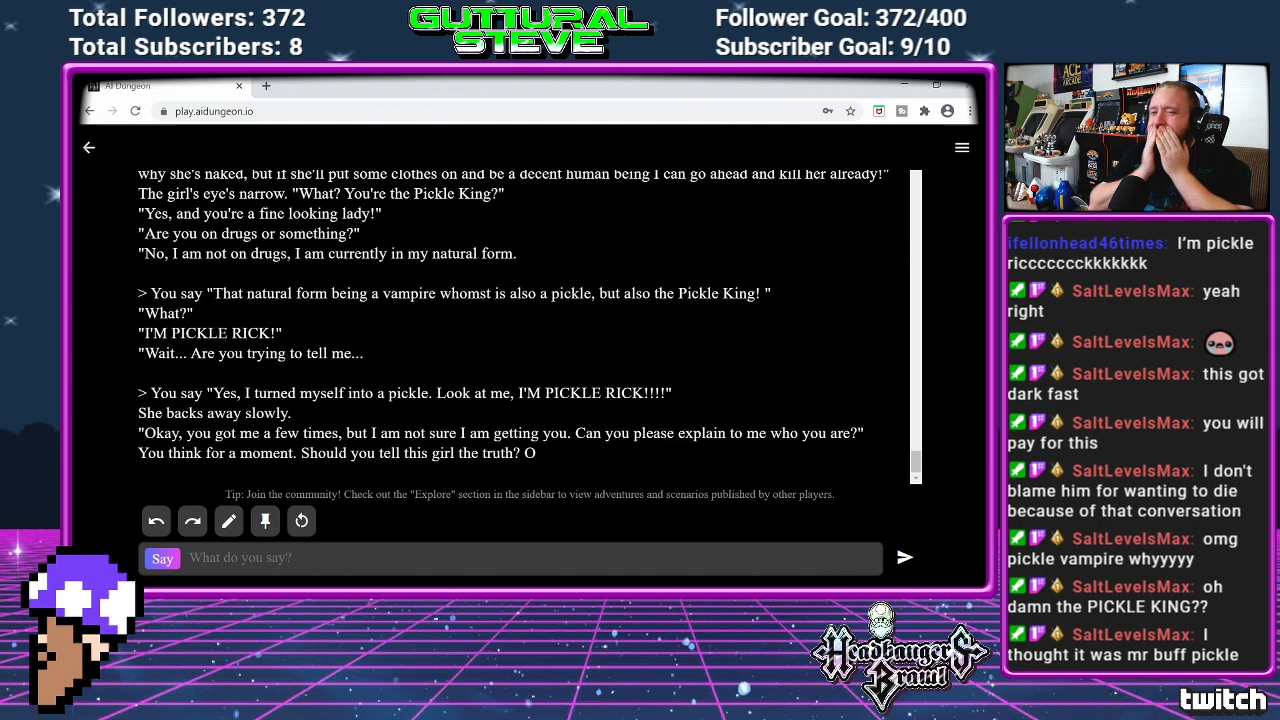 Total Followers: 372
Total Subscribers: 8
GUTTURAL
STEVE
Follower Goal: 372/400
Subscriber Goal: 9/10
AI Dungeon
play.aidungeon.io
why she's naked, but if she'll put some clothes on and be a decent human being I can go ahead and kill her already!"
The girl's eye's narrow. "What? You're the Pickle King?"
"Yes, and you're a fine looking lady!"
"Are you on drugs or something?"
"No, I am not on drugs, I am currently in my natural form.
> You say "That natural form being a vampire whomst is also a pickle, but also the Pickle King! "
"What?"
"I'M PICKLE RICK!"
"Wait... Are you trying to tell me...
> You say "Yes, I turned myself into a pickle. Look at me, I'M PICKLE RICK!!!!"
She backs away slowly.
"Okay, you got me a few times, but I am not sure I am getting you. Can you please explain to me who you are?"
You think for a moment. Should you tell this girl the truth? O
Tip: Join the community! Check out the "Explore" section in the sidebar to view adventures and scenarios published by other players.
Say What do you say?
ACE
ARCADE
ifellonhead46times: I'm pickle
ricccccccckkkkkkk
SaltLevelsMax: yeah
right
SaltLevelsMax:
SaltLevelsMax: this got
dark fast
SaltLevelsMax: you will
pay for this
SaltLevelsMax: I don't
blame him for wanting to die
because of that conversation
SaltLevelsMax: omg
pickle vampire whyyyyy
SaltLevelsMax: oh
damn the PICKLE KING??
SaltLevelsMax: I
thought it was mr buff pickle
Headbangers
Brawl
twitch